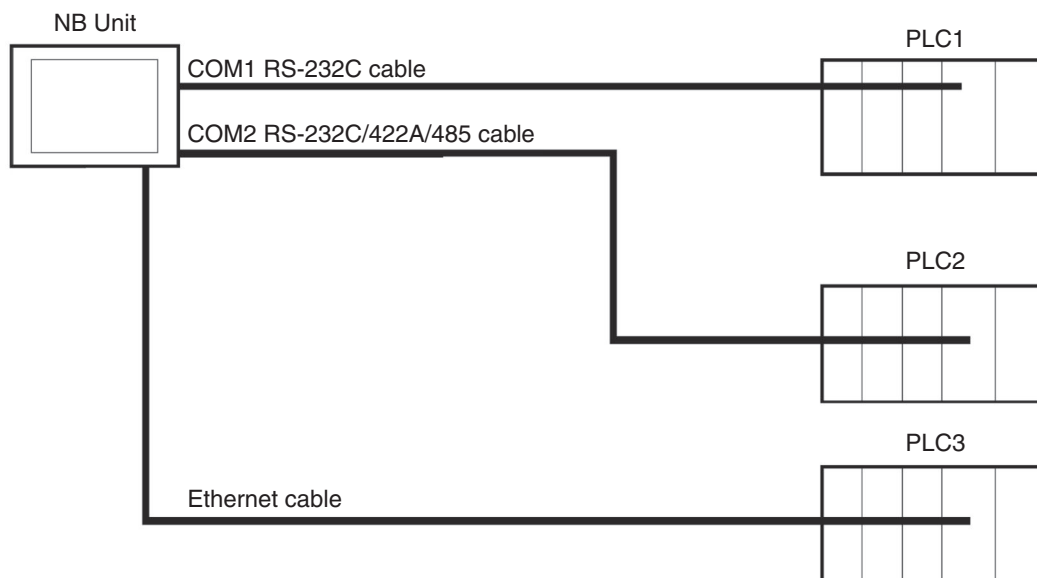 NB Unit
PLC1
COM1 RS-232C cable
COM2 RS-232C/422A/485 cable
PLC2
PLC3
Ethernet cable